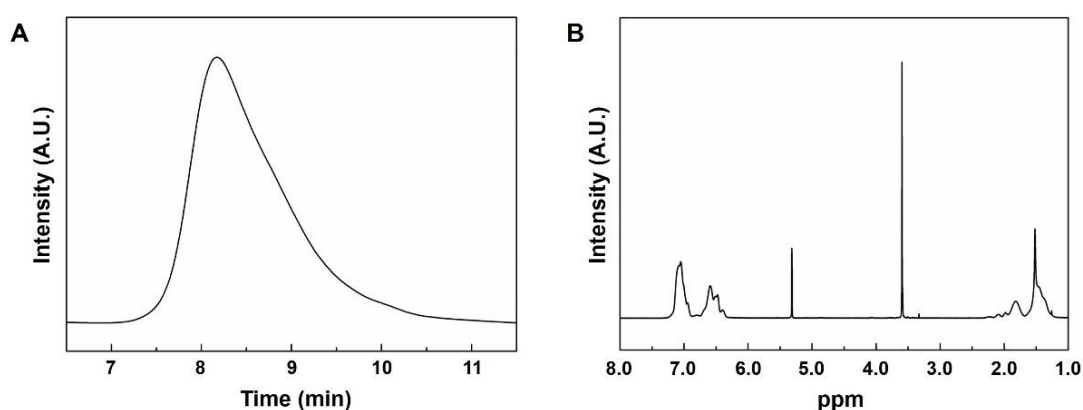 A
Intensity (A.U.)
7 8 9 10 11
Time (min)
B
Intensity (A.U.)
8.0 7.0 6.0 5.0 4.0 3.0 2.0 1.0
ppm